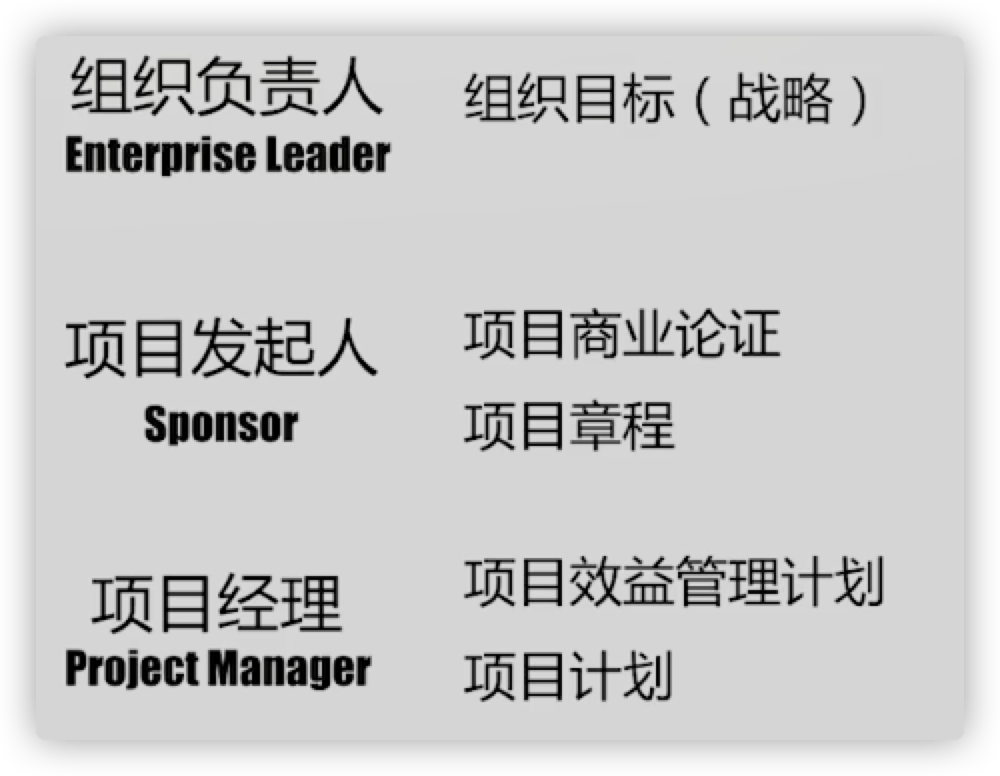 组织负责人
Enterprise Leader
组织目标（战略）
项目发起人
Sponsor
项目商业论证
项目章程
项目经理
Project Manager
项目效益管理计划
项目计划